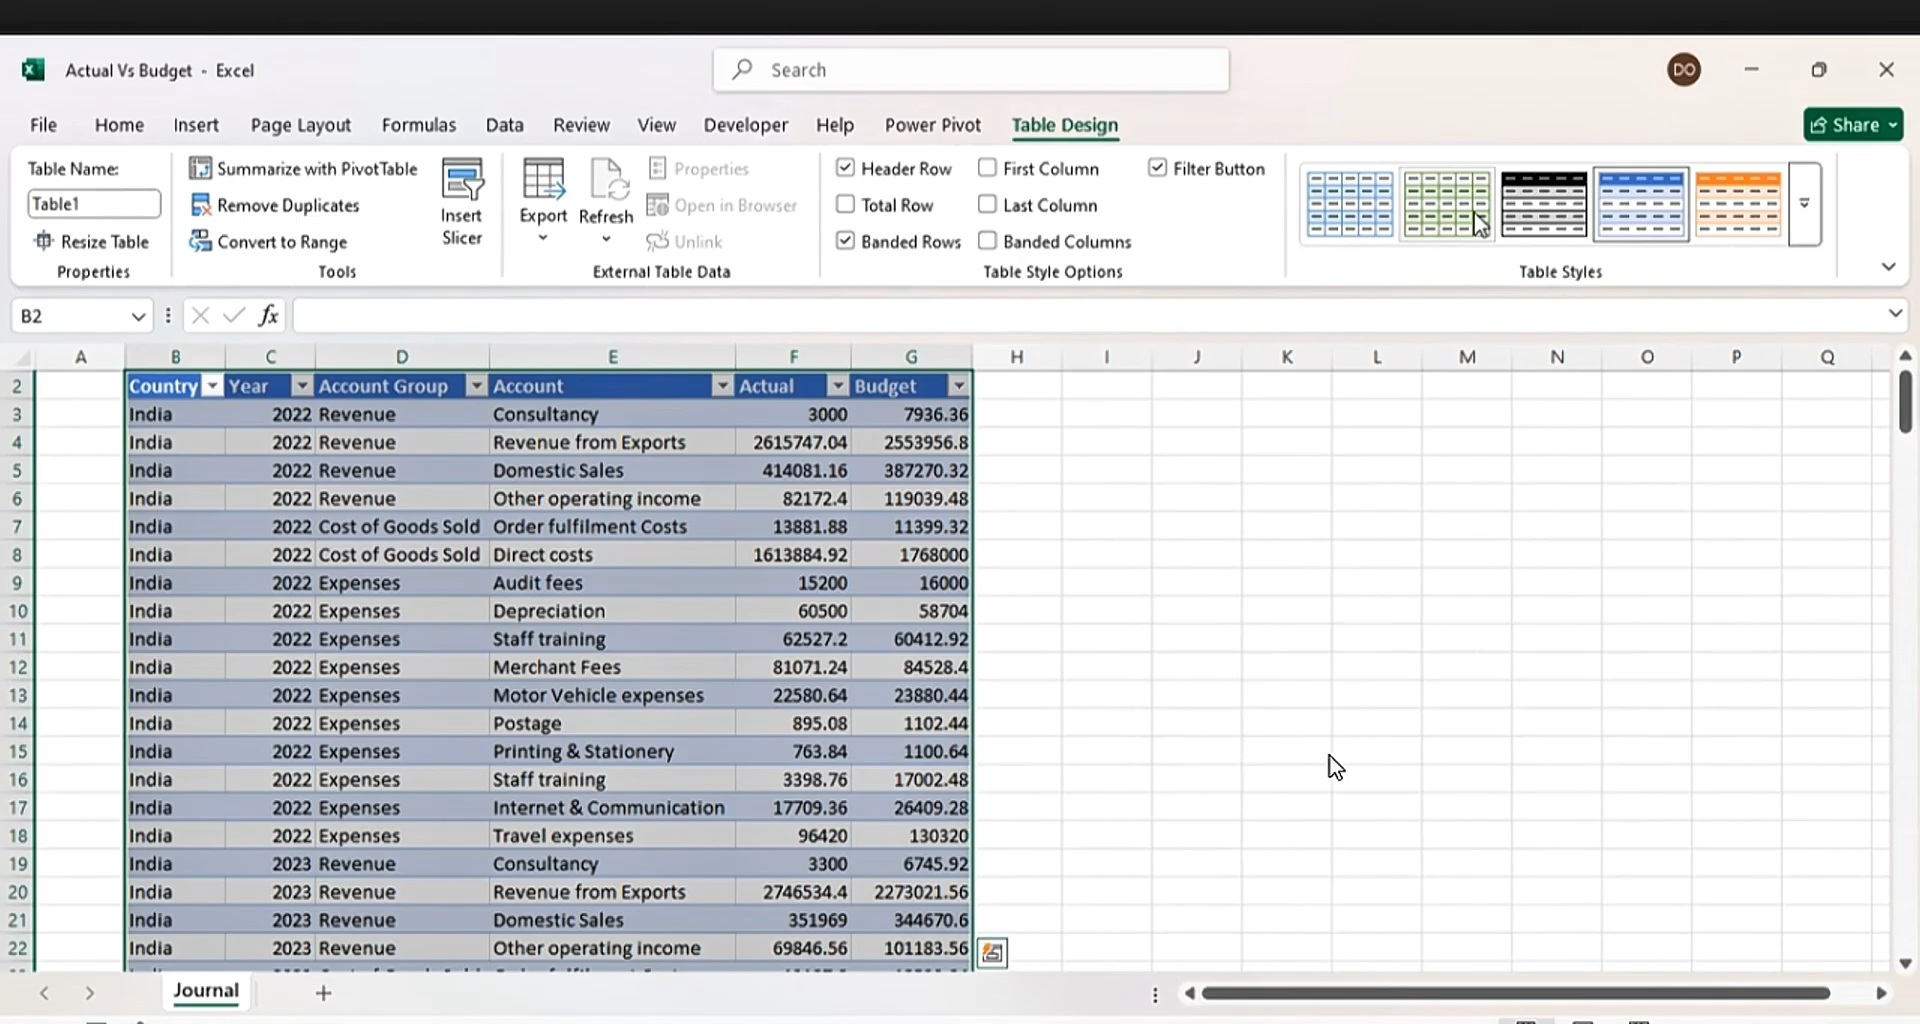 Actual Vs Budget - Excel
Search
DO
File Home Insert Page Layout Formulas Data Review View Developer Help Power Pivot Table Design
Share
Table Name:
Table1
Resize Table
Properties
Summarize with PivotTable
Remove Duplicates
Convert to Range
Insert
Slicer
Tools
Export
Refresh
Properties
Open in Browser
Unlink
External Table Data
Header Row
Total Row
Banded Rows
First Column
Last Column
Banded Columns
Filter Button
Table Style Options
Table Styles
B2
fx
A B C D E F G H I J K L M N O P Q
2 Country Year Account Group Account Actual Budget
3 India 2022 Revenue Consultancy 3000 7936.36
4 India 2022 Revenue Revenue from Exports 2615747.04 2553956.8
5 India 2022 Revenue Domestic Sales 414081.16 387270.32
6 India 2022 Revenue Other operating income 82172.4 119039.48
7 India 2022 Cost of Goods Sold Order fulfilment Costs 13881.88 11399.32
8 India 2022 Cost of Goods Sold Direct costs 1613884.92 1768000
9 India 2022 Expenses Audit fees 15200 16000
10 India 2022 Expenses Depreciation 60500 58704
11 India 2022 Expenses Staff training 62527.2 60412.92
12 India 2022 Expenses Merchant Fees 81071.24 84528.4
13 India 2022 Expenses Motor Vehicle expenses 22580.64 23880.44
14 India 2022 Expenses Postage 895.08 1102.44
15 India 2022 Expenses Printing & Stationery 763.84 1100.64
16 India 2022 Expenses Staff training 3398.76 17002.48
17 India 2022 Expenses Internet & Communication 17709.36 26409.28
18 India 2022 Expenses Travel expenses 96420 130320
19 India 2023 Revenue Consultancy 3300 6745.92
20 India 2023 Revenue Revenue from Exports 2746534.4 2273021.56
21 India 2023 Revenue Domestic Sales 351969 344670.6
22 India 2023 Revenue Other operating income 69846.56 101183.56
Journal